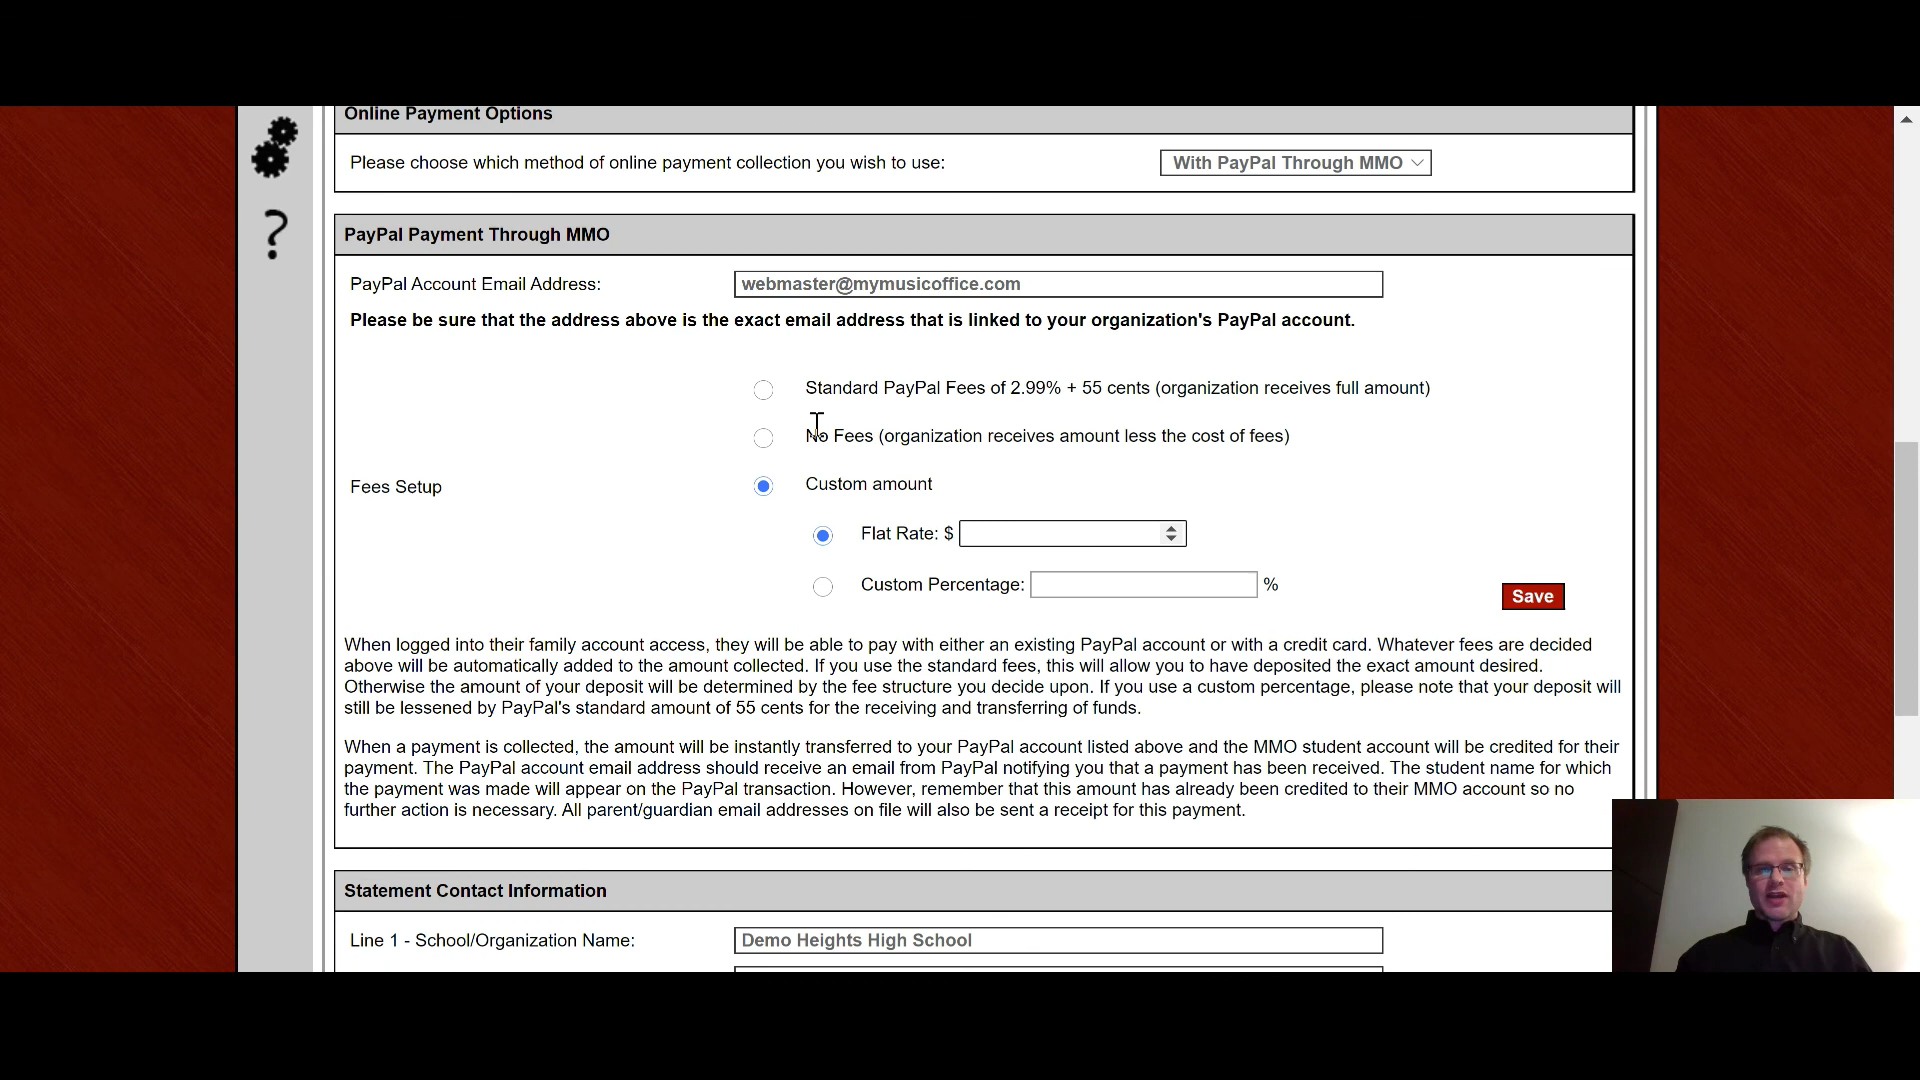 Online Payment Options
Please choose which method of online payment collection you wish to use: With PayPal Through MMO
?
PayPal Payment Through MMO
PayPal Account Email Address: webmaster@mymusicoffice.com
Please be sure that the address above is the exact email address that is linked to your organization's PayPal account.
Standard PayPal Fees of 2.99% + 55 cents (organization receives full amount)
No Fees (organization receives amount less the cost of fees)
Fees Setup Custom amount
Flat Rate: $
Custom Percentage: %
Save
When logged into their family account access, they will be able to pay with either an existing PayPal account or with a credit card. Whatever fees are decided
above will be automatically added to the amount collected. If you use the standard fees, this will allow you to have deposited the exact amount desired.
Otherwise the amount of your deposit will be determined by the fee structure you decide upon. If you use a custom percentage, please note that your deposit will
still be lessened by PayPal's standard amount of 55 cents for the receiving and transferring of funds.
When a payment is collected, the amount will be instantly transferred to your PayPal account listed above and the MMO student account will be credited for their
payment. The PayPal account email address should receive an email from PayPal notifying you that a payment has been received. The student name for which
the payment was made will appear on the PayPal transaction. However, remember that this amount has already been credited to their MMO account so no
further action is necessary. All parent/guardian email addresses on file will also be sent a receipt for this payment.
Statement Contact Information
Line 1 - School/Organization Name: Demo Heights High School